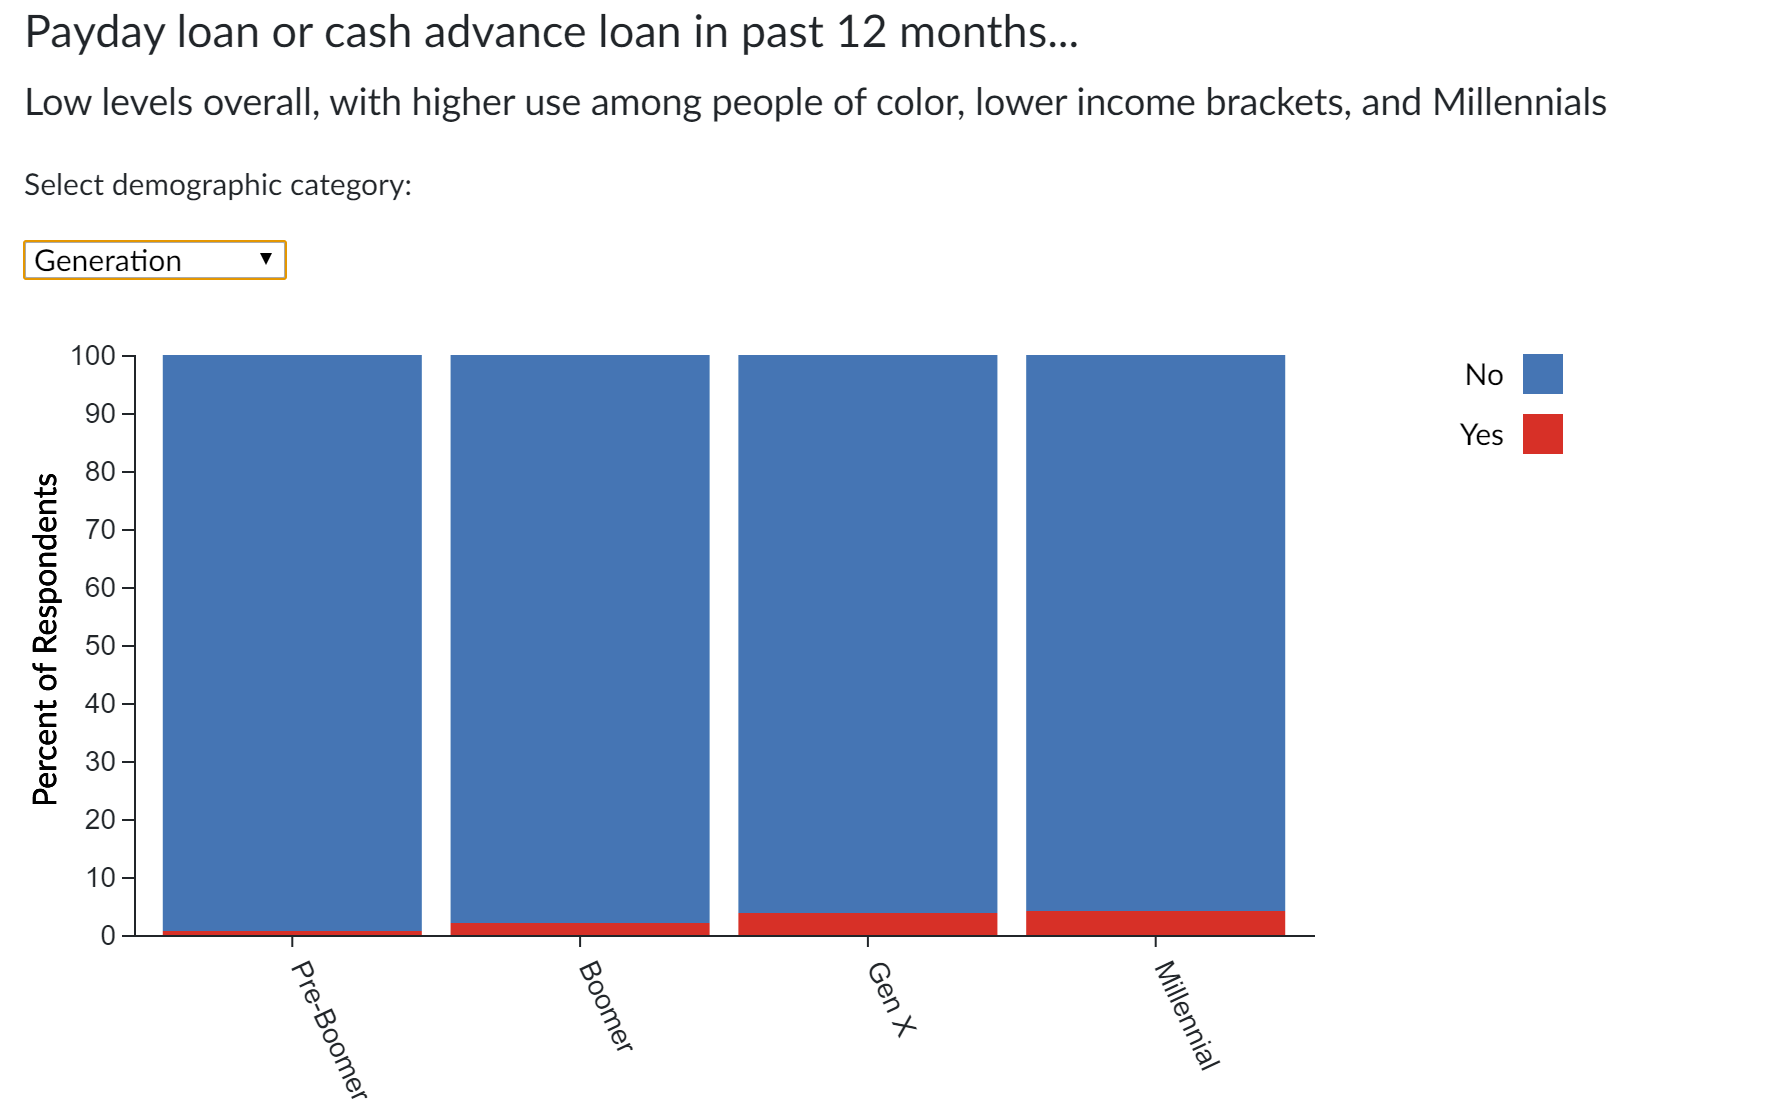 Payday loan or cash advance loan in past 12 months...
Low levels overall, with higher use among people of color, lower income brackets, and Millennials
Select demographic category:
Generation
100
90
80
70
60
50
40
30
20
10
0
Percent of Respondents
Pre-Boomer
Boomer
Gen X
Millennial
No
Yes